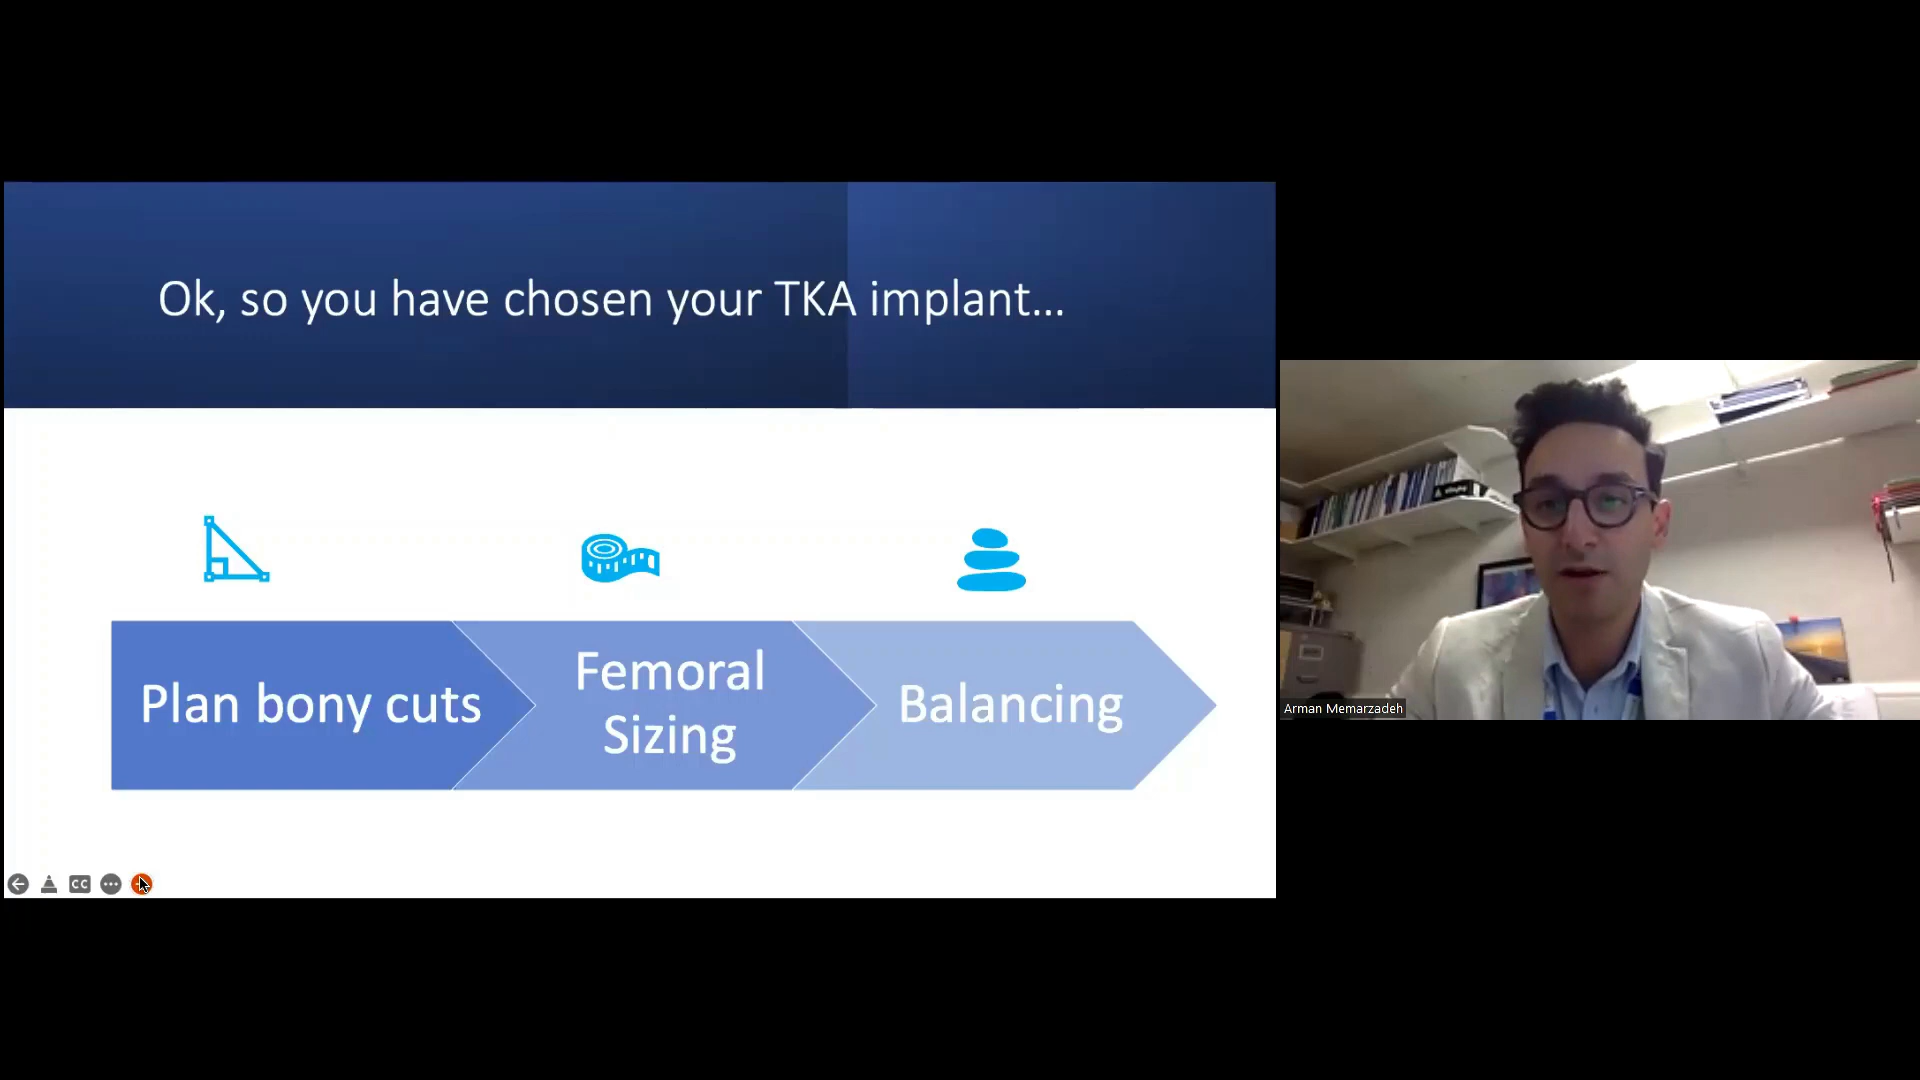 Ok, so you have chosen your TKA implant...
Plan bony cuts
Femoral
Sizing
Balancing
CC
Arman Memarzadeh